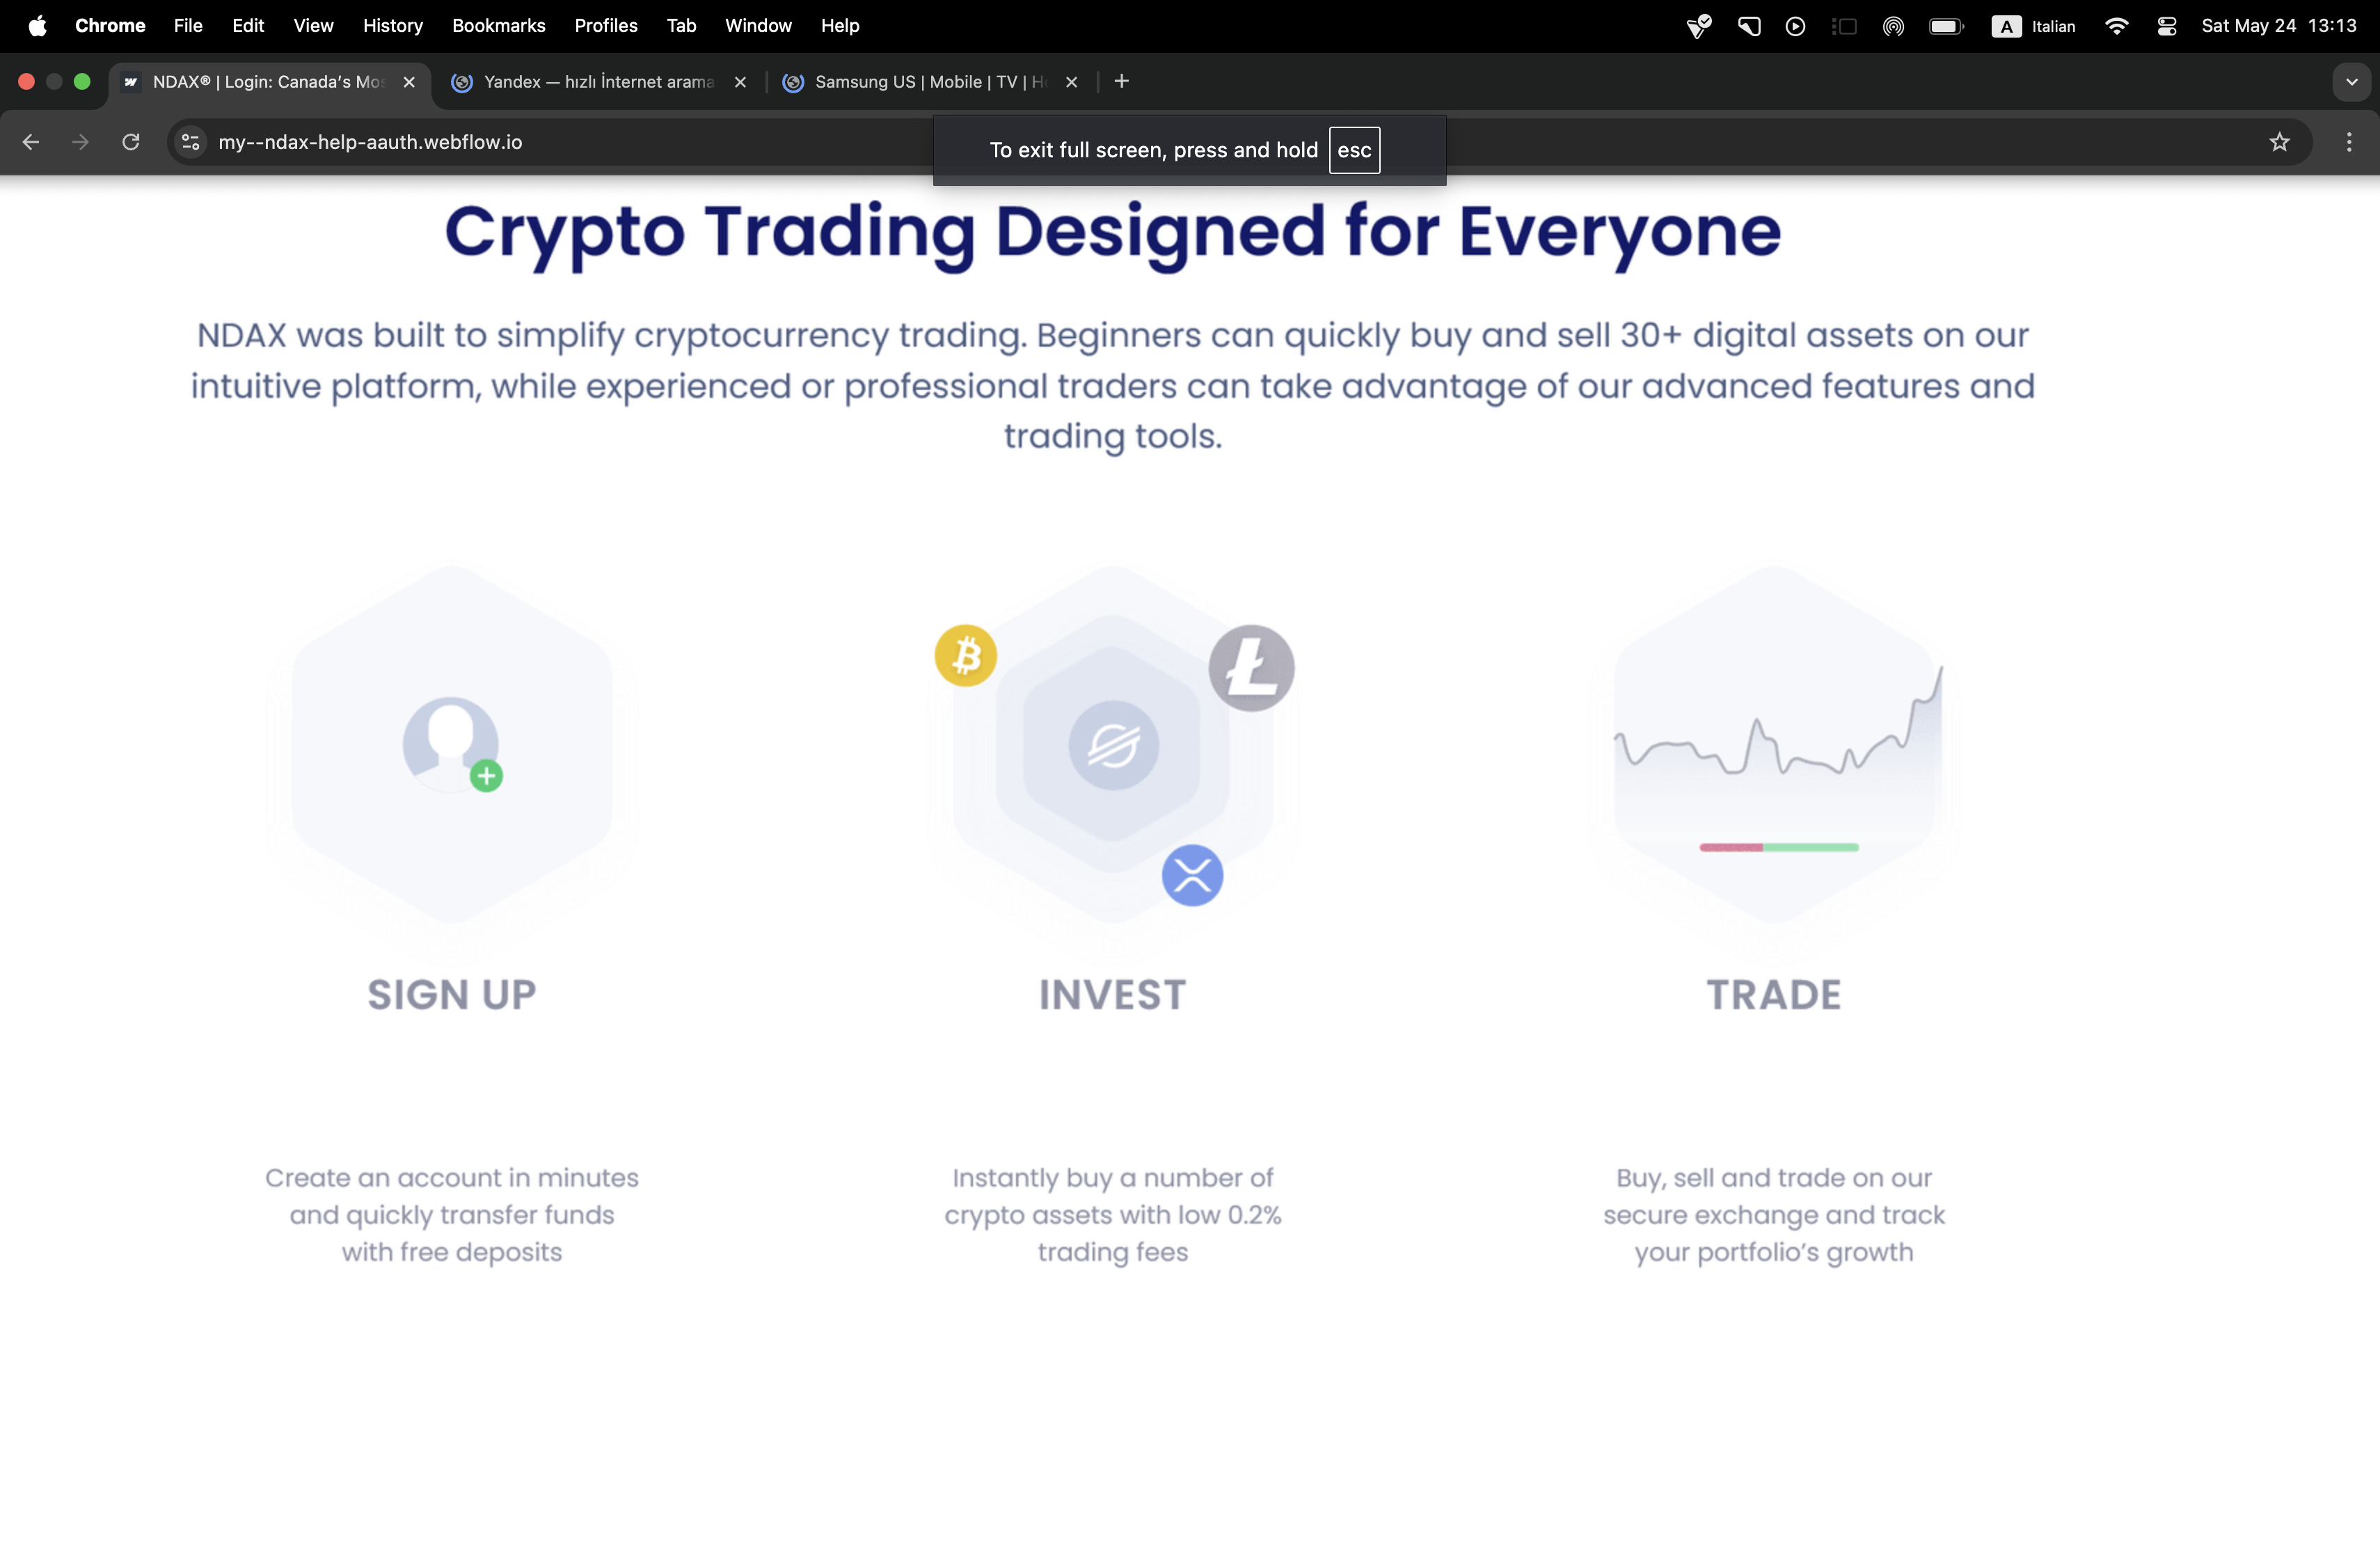 Chrome File Edit View History Bookmarks Profiles Tab Window Help A Italian Sat May 24 13:13
NDAX® | Login: Canada's Mos Yandex — hızlı İnternet arama Samsung US | Mobile | TV | H
my--ndax-help-aauth.webflow.io
To exit full screen, press and hold esc
Crypto Trading Designed for Everyone
NDAX was built to simplify cryptocurrency trading. Beginners can quickly buy and sell 30+ digital assets on our
intuitive platform, while experienced or professional traders can take advantage of our advanced features and
trading tools.
SIGN UP
Create an account in minutes
and quickly transfer funds
with free deposits
INVEST
Instantly buy a number of
crypto assets with low 0.2%
trading fees
TRADE
Buy, sell and trade on our
secure exchange and track
your portfolio's growth